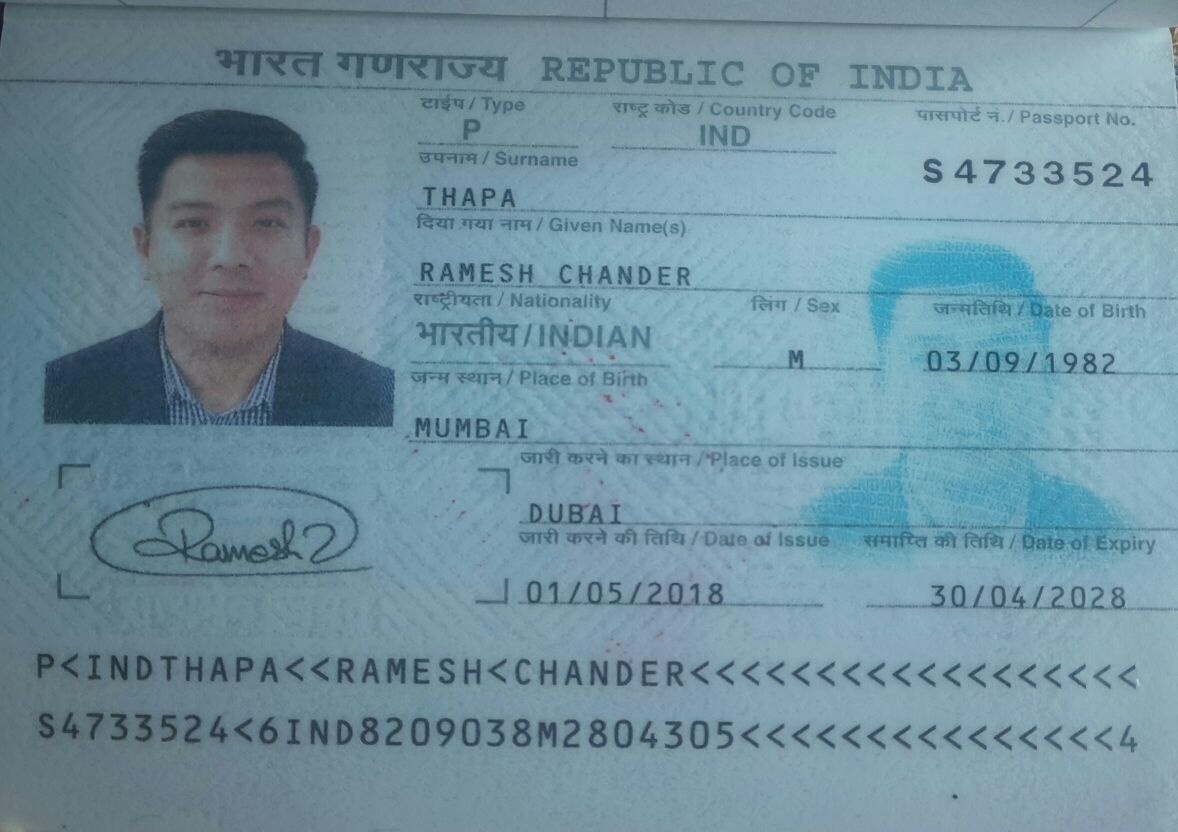 भारत गणराज्य REPUBLIC OF INDIA
टाईप / Type राष्ट्र कोड / Country Code पासपोर्ट नं./ Passport No.
P IND S4733524
उपनाम / Surname
THAPA
दिया गया नाम / Given Name(s)
RAMESH CHANDER
राष्ट्रीयता / Nationality लिंग / Sex जन्मतिथि / Date of Birth
भारतीय/INDIAN M 03/09/1982
जन्म स्थान / Place of Birth
MUMBAI
जारी करने का स्थान / Place of Issue
DUBAI
जारी करने की तिथि / Date of Issue समाप्ति की तिथि / Date of Expiry
01/05/2018 30/04/2028
Ramesh
P<INDTHAPA<<RAMESH<CHANDER<<<<<<<<<<<<<<<<<<
S4733524<6IND8209038M2804305<<<<<<<<<<<<<<<4